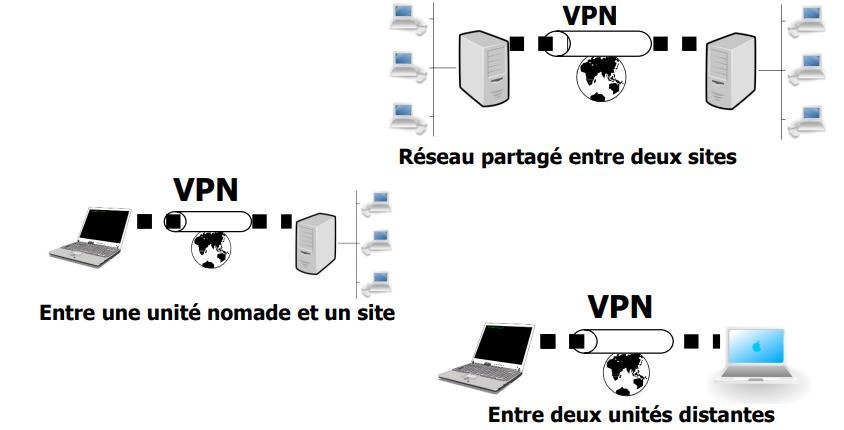 VPN
Réseau partagé entre deux sites
VPN
Entre une unité nomade et un site
VPN
Entre deux unités distantes